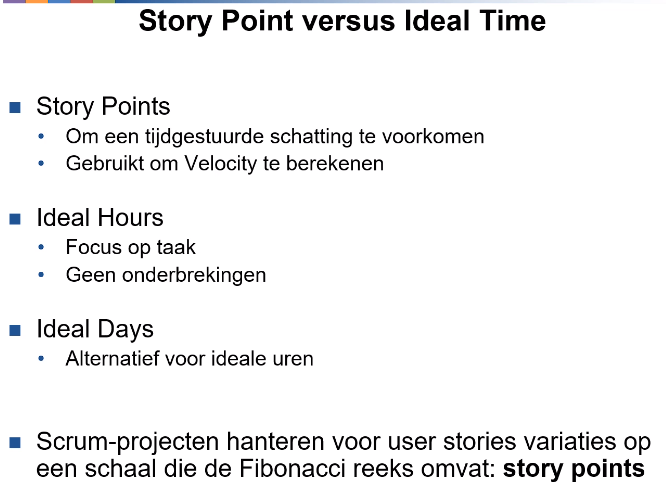 Story Point versus Ideal Time
Story Points
Om een tijdgestuurde schatting te voorkomen
Gebruikt om Velocity te berekenen
Ideal Hours
Focus op taak
Geen onderbrekingen
Ideal Days
Alternatief voor ideale uren
Scrum-projecten hanteren voor user stories variaties op
een schaal die de Fibonacci reeks omvat: story points